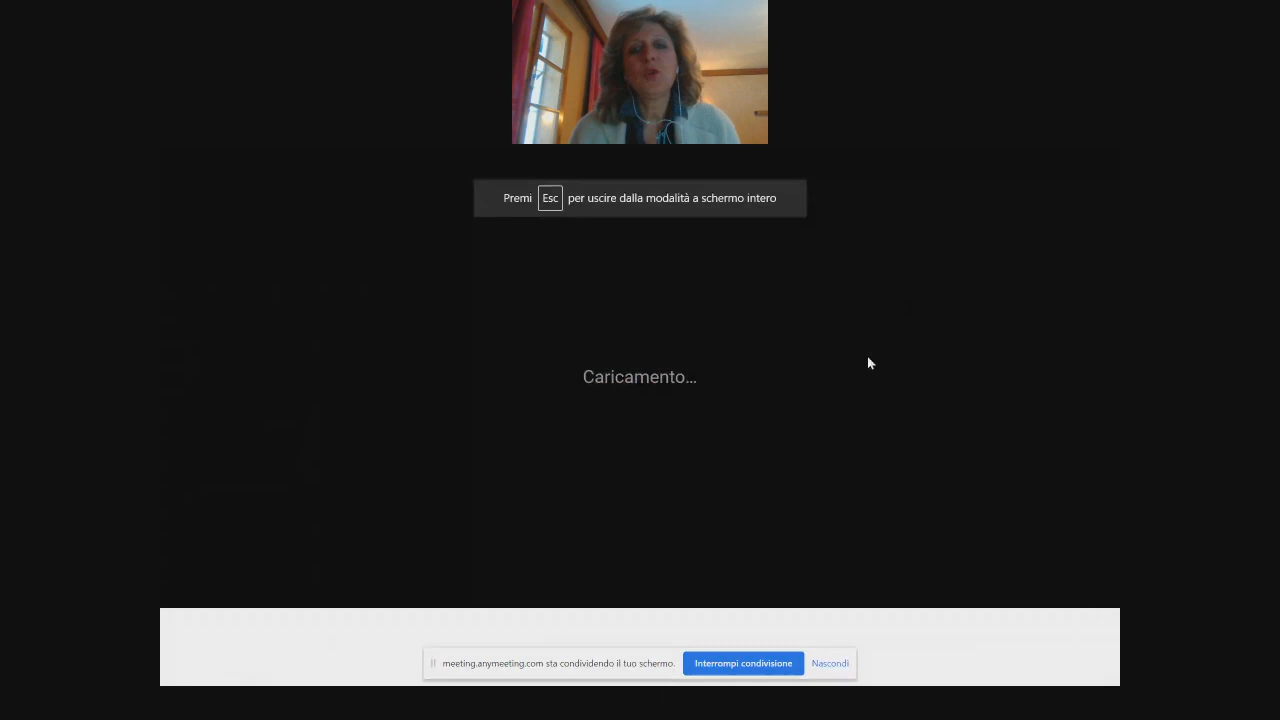 Premi Esc per uscire dalla modalità a schermo intero
Caricamento...
meeting.anymeeting.com sta condividendo il tuo schermo. Interrompi condivisione Nascondi